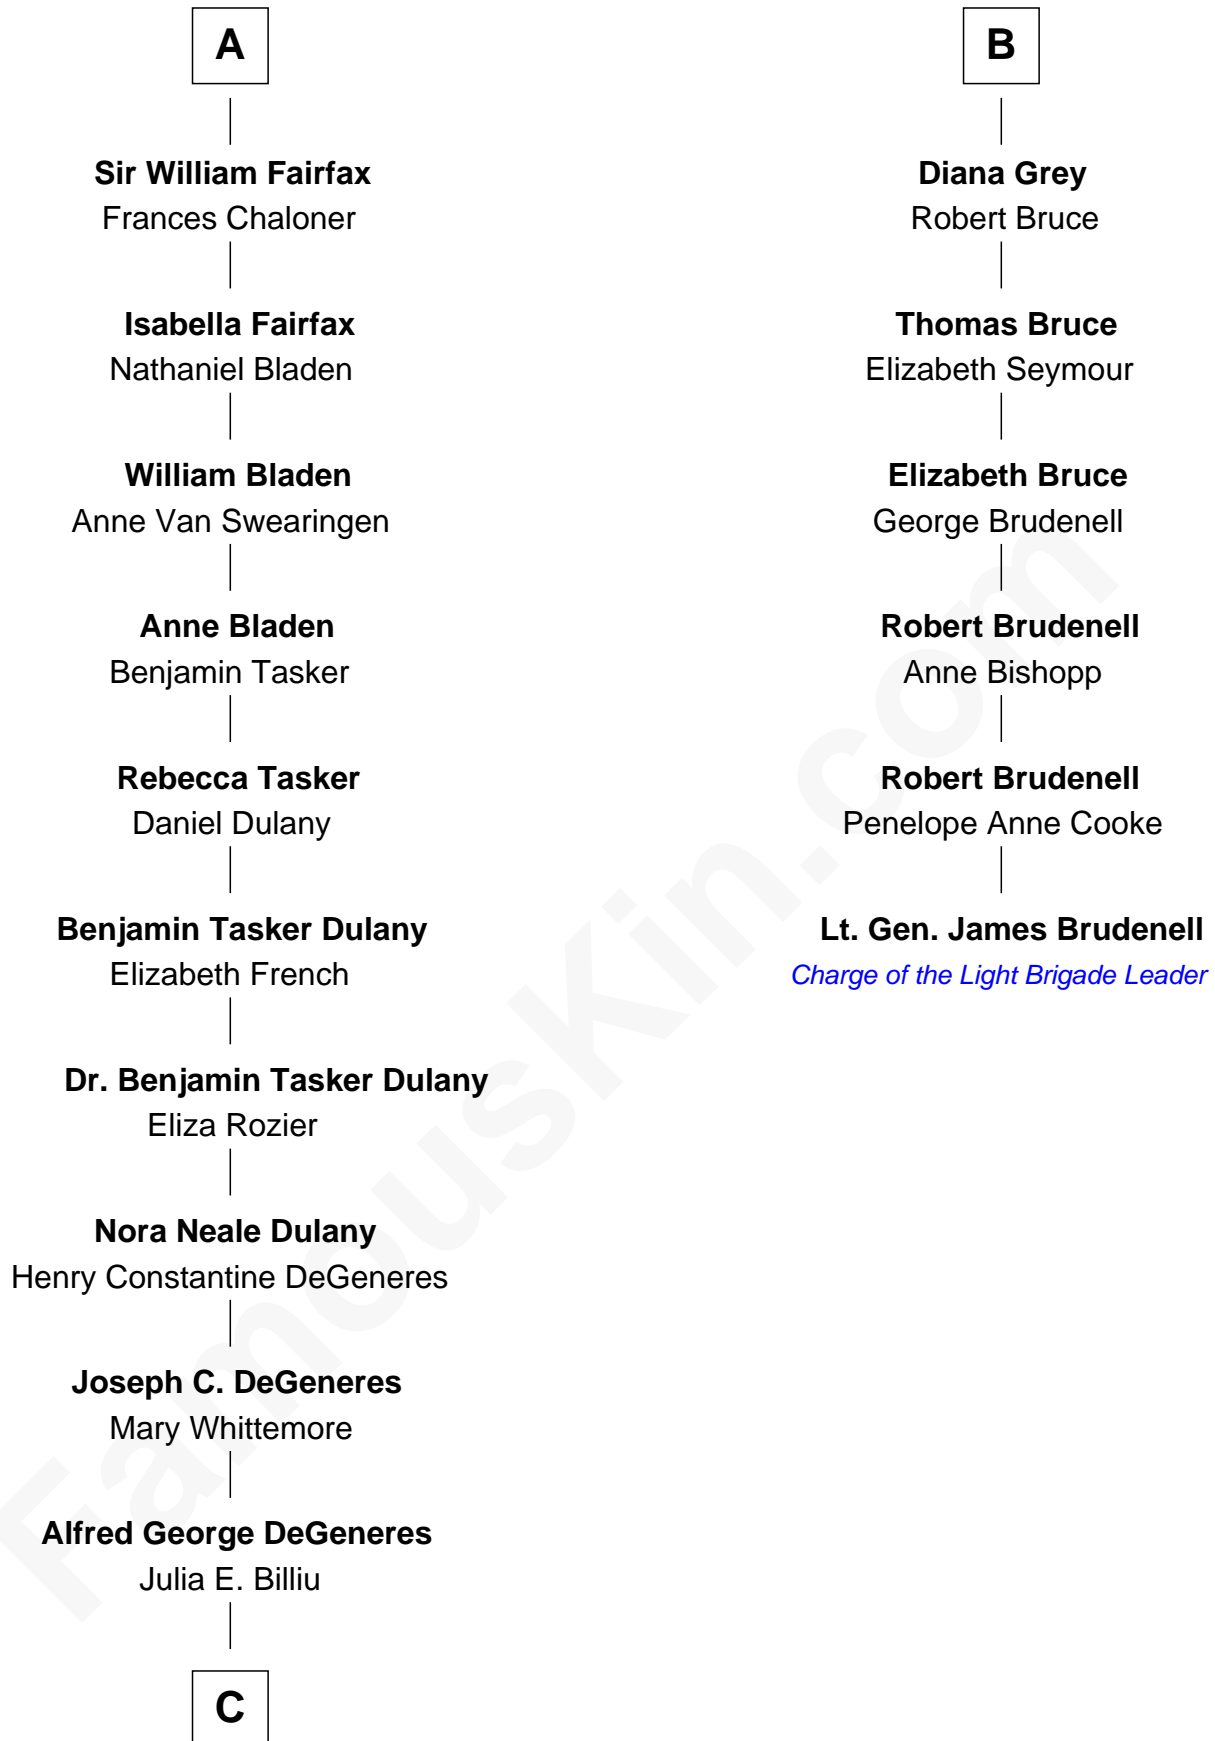 A
Sir William Fairfax
Frances Chaloner
Isabella Fairfax
Nathaniel Bladen
William Bladen
Anne Van Swearingen
Anne Bladen
Benjamin Tasker
Rebecca Tasker
Daniel Dulany
Benjamin Tasker Dulany
Elizabeth French
Dr. Benjamin Tasker Dulany
Eliza Rozier
Nora Neale Dulany
Henry Constantine DeGeneres
Joseph C. DeGeneres
Mary Whittemore
Alfred George DeGeneres
Julia E. Billiu
C
B
Diana Grey
Robert Bruce
Thomas Bruce
Elizabeth Seymour
Elizabeth Bruce
George Brudenell
Robert Brudenell
Anne Bishopp
Robert Brudenell
Penelope Anne Cooke
Lt. Gen. James Brudenell
Charge of the Light Brigade Leader
FamousKin.com